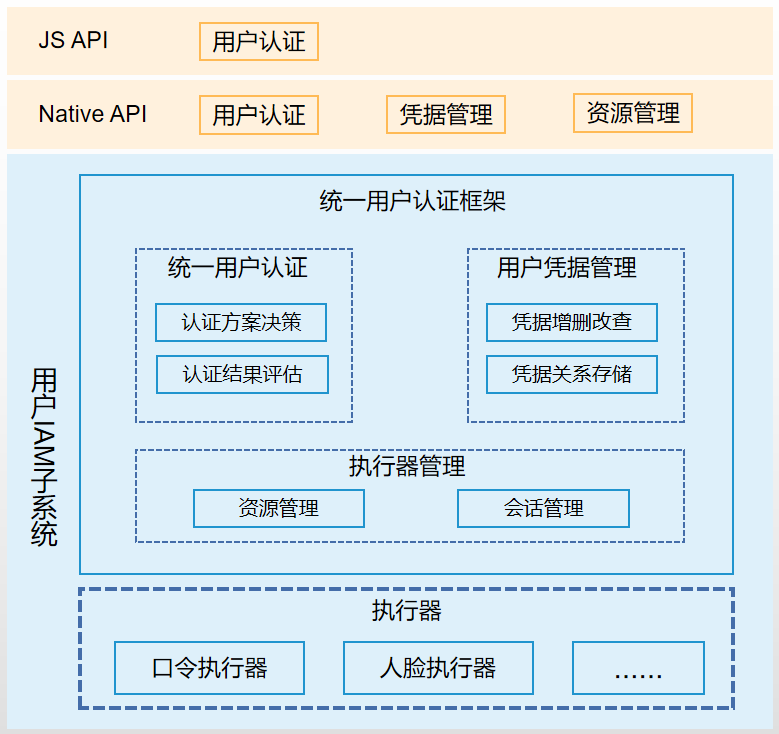 JS API
用户认证
Native API
用户认证
凭据管理
资源管理
用户IAM子系统
统一用户认证框架
统一用户认证
认证方案决策
认证结果评估
用户凭据管理
凭据增删改查
凭据关系存储
执行器管理
资源管理
会话管理
执行器
口令执行器
人脸执行器
......